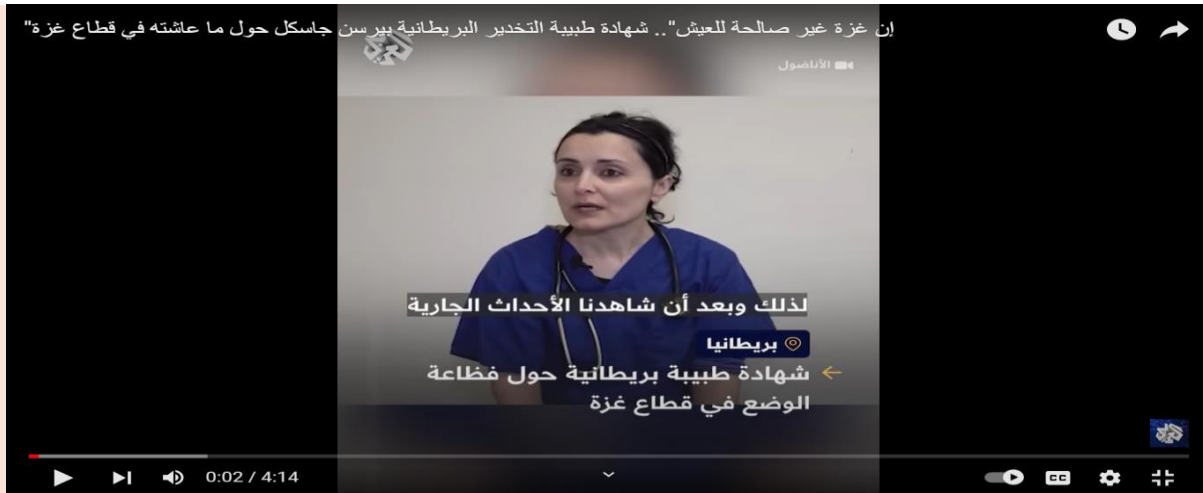 إن غزة غير صالحة للعيش".. شهادة طبيبة التخدير البريطانية بيرسن جاسكل حول ما عاشته في قطاع غزة"
الأناضول
لذلك وبعد أن شاهدنا الأحداث الجارية
بريطانيا
شهادة طبيبة بريطانية حول فظاعة
الوضع في قطاع غزة
0:02 / 4:14
CC